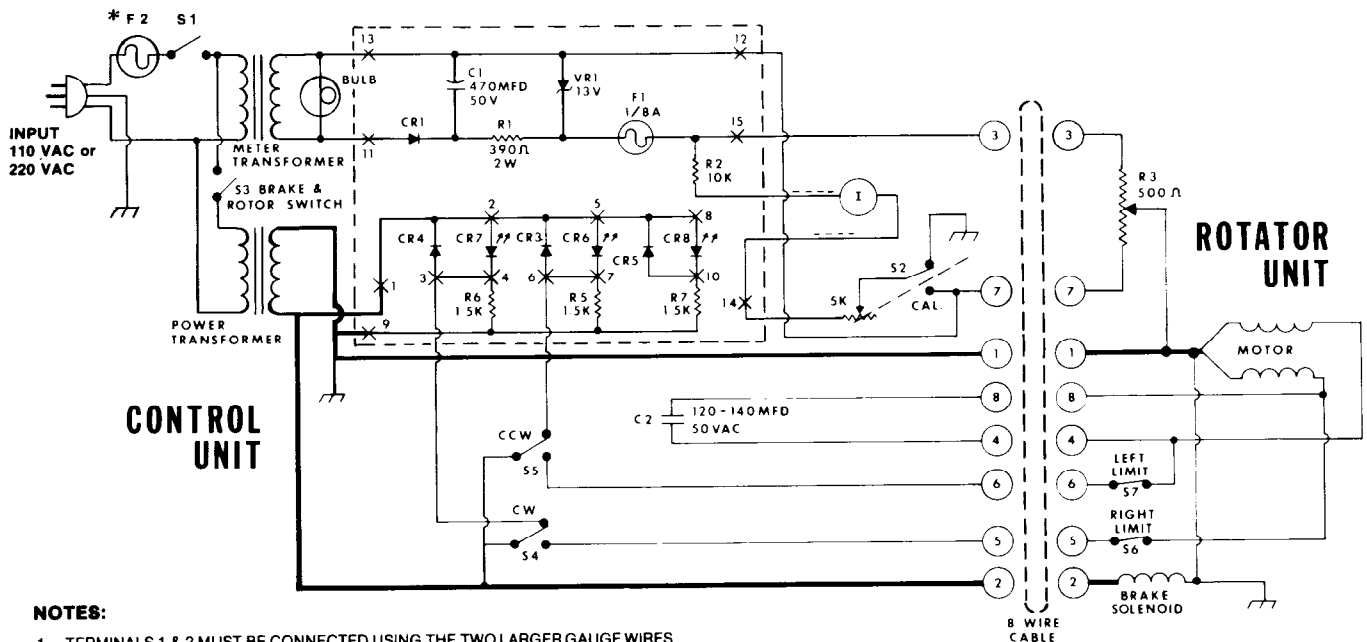 * F2 S1
INPUT
110 VAC or
220 VAC
METER
TRANSFORMER
BULB
S3 BRAKE &
ROTOR SWITCH
POWER
TRANSFORMER
CONTROL
UNIT
13
12
C1
470MFD
50V
VR1
13V
F1
1/8A
11
CR1
R1
390Ω
2W
15
R2
10K
I
2
5
8
CR4
CR7
CR3
CR6
CR5
CR8
3
4
6
7
10
1
R6
1.5K
R5
1.5K
R7
1.5K
9
14
5K
S2
CAL.
C2
120-140MFD
50VAC
CCW
S5
CW
S4
3
7
1
8
4
6
5
2
8 WIRE
CABLE
3
7
1
8
4
6
5
2
R3
500Ω
ROTATOR
UNIT
MOTOR
LEFT
LIMIT
S7
RIGHT
LIMIT
S6
BRAKE
SOLENOID
NOTES:
1. TERMINALS 1 & 2 MUST BE CONNECTED USING THE TWO LARGER GAUGE WIRES